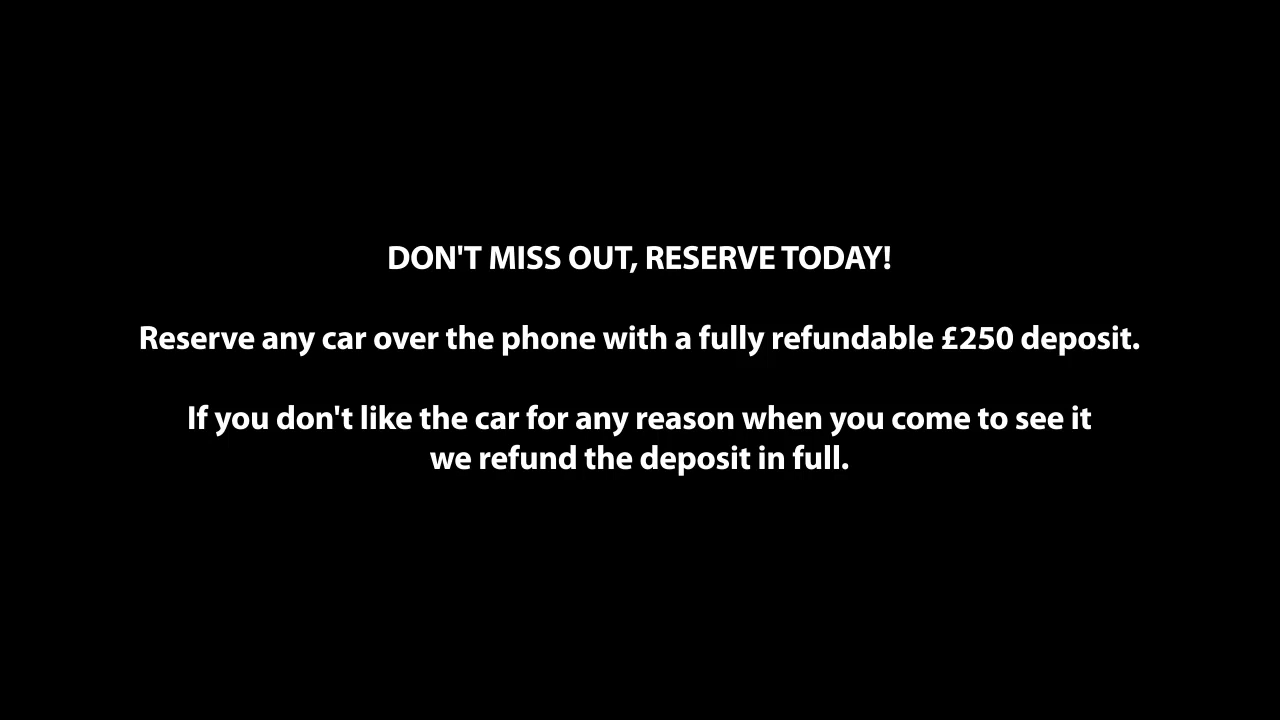 DON'T MISS OUT, RESERVE TODAY!
Reserve any car over the phone with a fully refundable £250 deposit.
If you don't like the car for any reason when you come to see it
we refund the deposit in full.